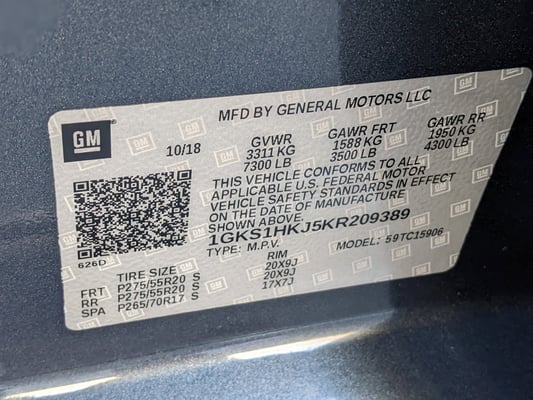 MFD BY GENERAL MOTORS LLC
GM
10/18
GVWR GAWR FRT GAWR RR
3311 KG 1588 KG 1950 KG
7300 LB 3500 LB 4300 LB
THIS VEHICLE CONFORMS TO ALL
APPLICABLE U.S. FEDERAL MOTOR
VEHICLE SAFETY STANDARDS IN EFFECT
ON THE DATE OF MANUFACTURE
SHOWN ABOVE.
1GKS1HKJ5KR209389
TYPE: M.P.V. MODEL: 59TC15906
626D
TIRE SIZE RIM
FRT P275/55R20 S 20X9J
RR P275/55R20 S 20X9J
SPA P265/70R17 S 17X7J